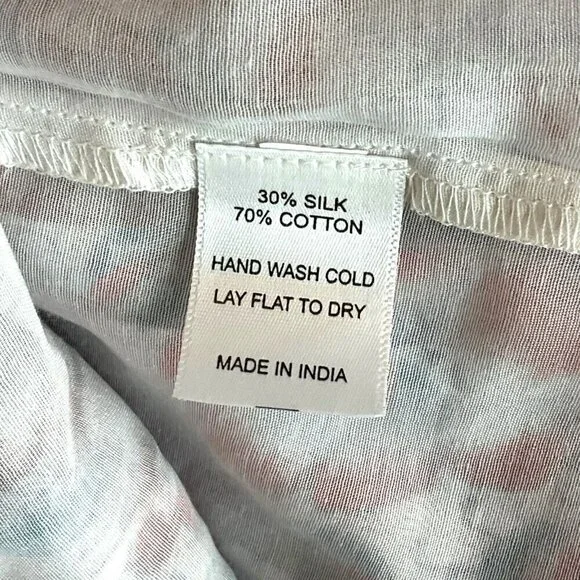 30% SILK
70% COTTON
HAND WASH COLD
LAY FLAT TO DRY
MADE IN INDIA